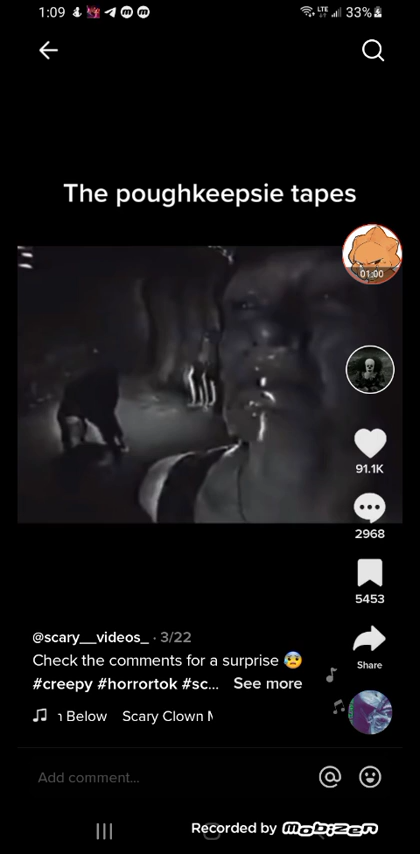 1:09
LTE
33%
The poughkeepsie tapes
01:00
91.1K
2968
5453
@scary__videos_ · 3/22
Check the comments for a surprise 😰
#creepy #horrortok #sc... See more
Share
ו Below Scary Clown
Add comment...
Recorded by Mobizen